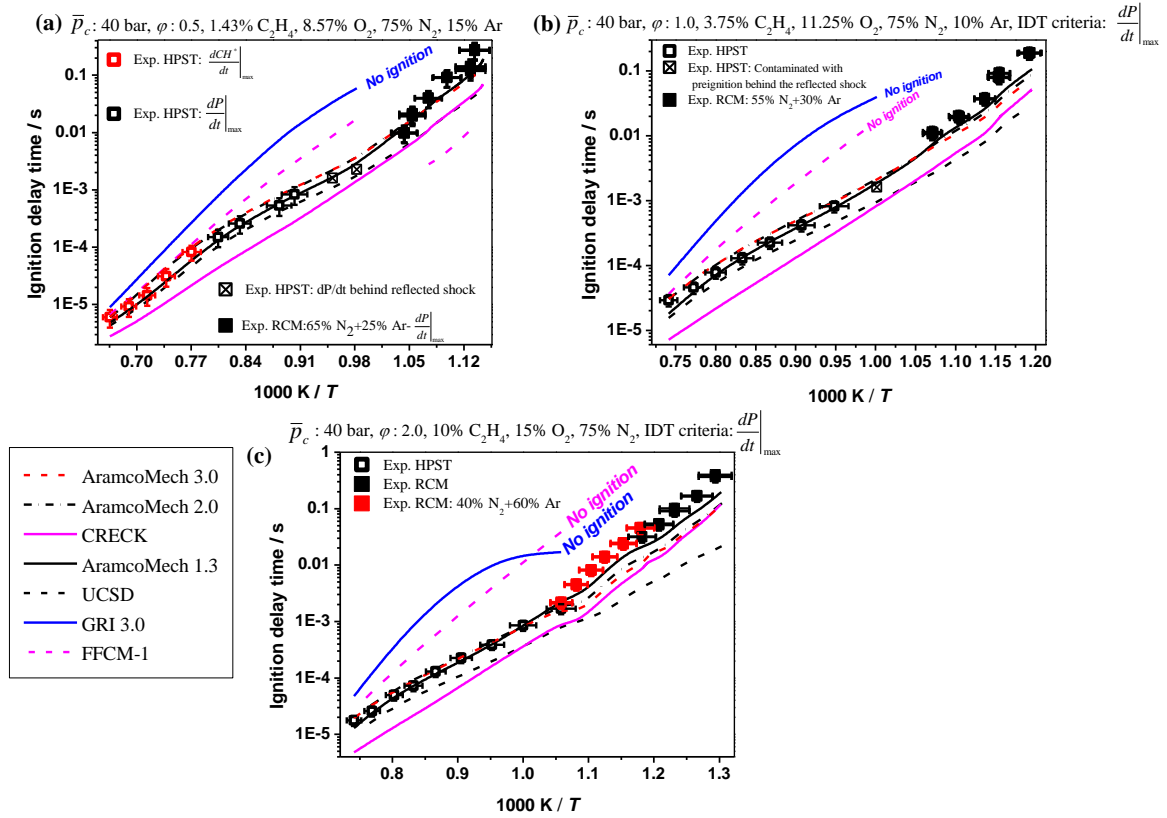 (a) p̅c : 40 bar, φ : 0.5, 1.43% C2H4, 8.57% O2, 75% N2, 15% Ar
Exp. HPST: dCH*/dt|max
Exp. HPST: dP/dt|max
No ignition
Exp. HPST: dP/dt behind reflected shock
Exp. RCM:65% N2+25% Ar- dP/dt|max
Ignition delay time / s
0.1
0.01
1E-3
1E-4
1E-5
0.70 0.77 0.84 0.91 0.98 1.05 1.12
1000 K / T
(b) p̅c : 40 bar, φ : 1.0, 3.75% C2H4, 11.25% O2, 75% N2, 10% Ar, IDT criteria: dP/dt|max
Exp. HPST
Exp. HPST: Contaminated with
preignition behind the reflected shock
Exp. RCM: 55% N2+30% Ar
No ignition
No ignition
Ignition delay time / s
0.1
0.01
1E-3
1E-4
1E-5
0.75 0.80 0.85 0.90 0.95 1.00 1.05 1.10 1.15 1.20
1000 K / T
p̅c : 40 bar, φ : 2.0, 10% C2H4, 15% O2, 75% N2, IDT criteria: dP/dt|max
(c)
Exp. HPST
Exp. RCM
Exp. RCM: 40% N2+60% Ar
No ignition
No ignition
Ignition delay time / s
1
0.1
0.01
1E-3
1E-4
1E-5
0.8 0.9 1.0 1.1 1.2 1.3
1000 K / T
AramcoMech 3.0
AramcoMech 2.0
CRECK
AramcoMech 1.3
UCSD
GRI 3.0
FFCM-1